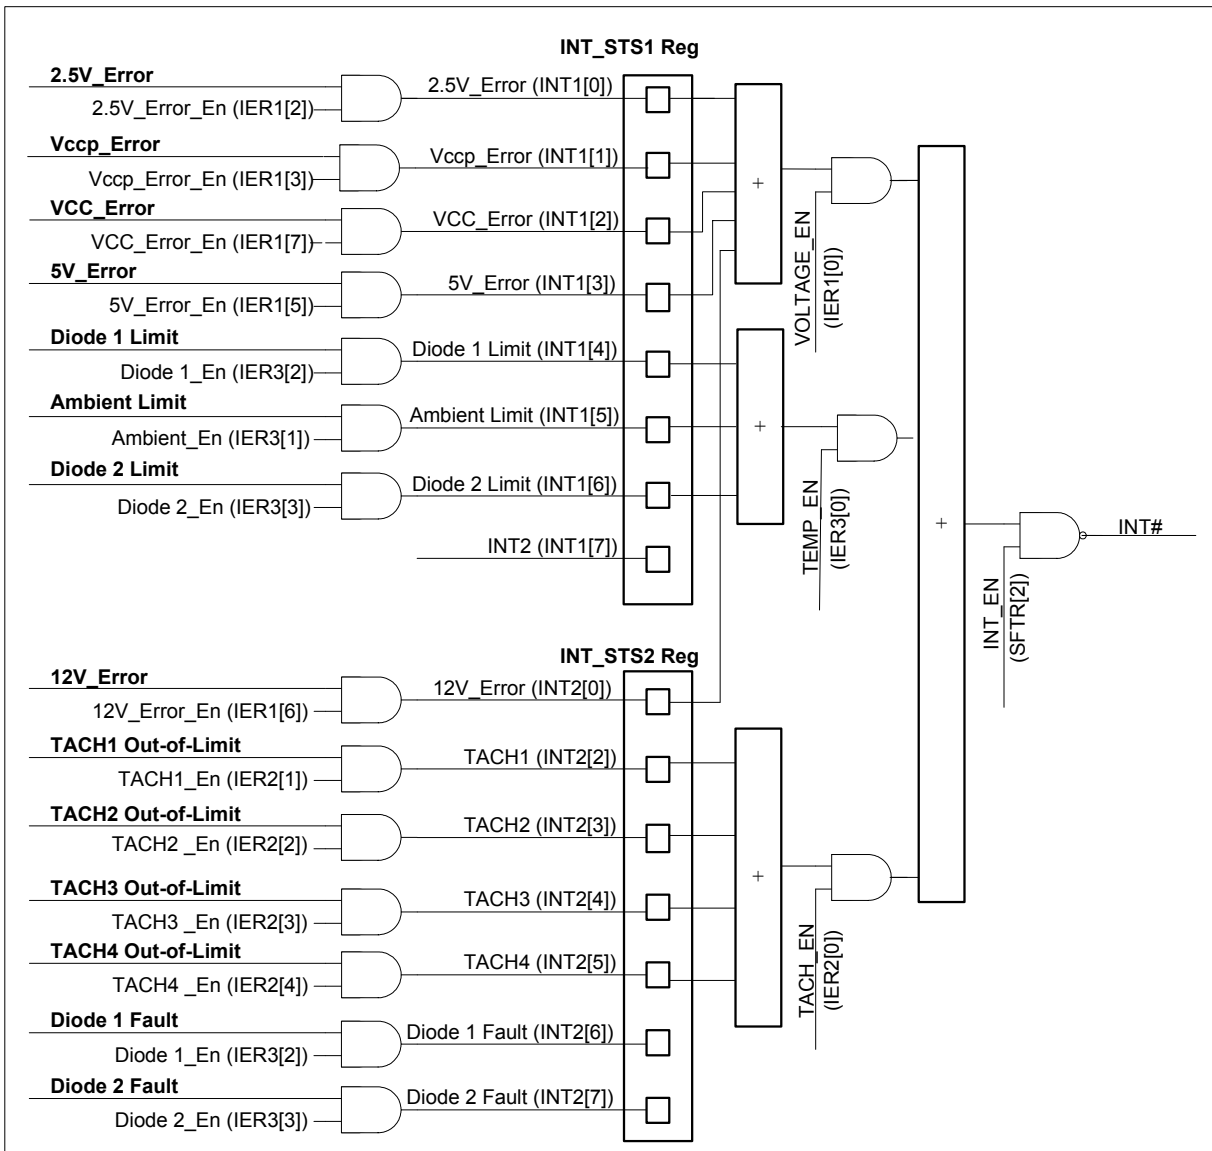 INT_STS1 Reg
2.5V_Error
2.5V_Error_En (IER1[2])
2.5V_Error (INT1[0])
Vccp_Error
Vccp_Error_En (IER1[3])
Vccp_Error (INT1[1])
VCC_Error
VCC_Error_En (IER1[7])
VCC_Error (INT1[2])
5V_Error
5V_Error_En (IER1[5])
5V_Error (INT1[3])
Diode 1 Limit
Diode 1_En (IER3[2])
Diode 1 Limit (INT1[4])
Ambient Limit
Ambient_En (IER3[1])
Ambient Limit (INT1[5])
Diode 2 Limit
Diode 2_En (IER3[3])
Diode 2 Limit (INT1[6])
INT2 (INT1[7])
+
VOLTAGE_EN
(IER1[0])
+
TEMP_EN
(IER3[0])
+
INT_EN
(SFTR[2])
INT#
INT_STS2 Reg
12V_Error
12V_Error_En (IER1[6])
12V_Error (INT2[0])
TACH1 Out-of-Limit
TACH1_En (IER2[1])
TACH1 (INT2[2])
TACH2 Out-of-Limit
TACH2 _En (IER2[2])
TACH2 (INT2[3])
TACH3 Out-of-Limit
TACH3 _En (IER2[3])
TACH3 (INT2[4])
TACH4 Out-of-Limit
TACH4 _En (IER2[4])
TACH4 (INT2[5])
Diode 1 Fault
Diode 1_En (IER3[2])
Diode 1 Fault (INT2[6])
Diode 2 Fault
Diode 2_En (IER3[3])
Diode 2 Fault (INT2[7])
+
TACH_EN
(IER2[0])